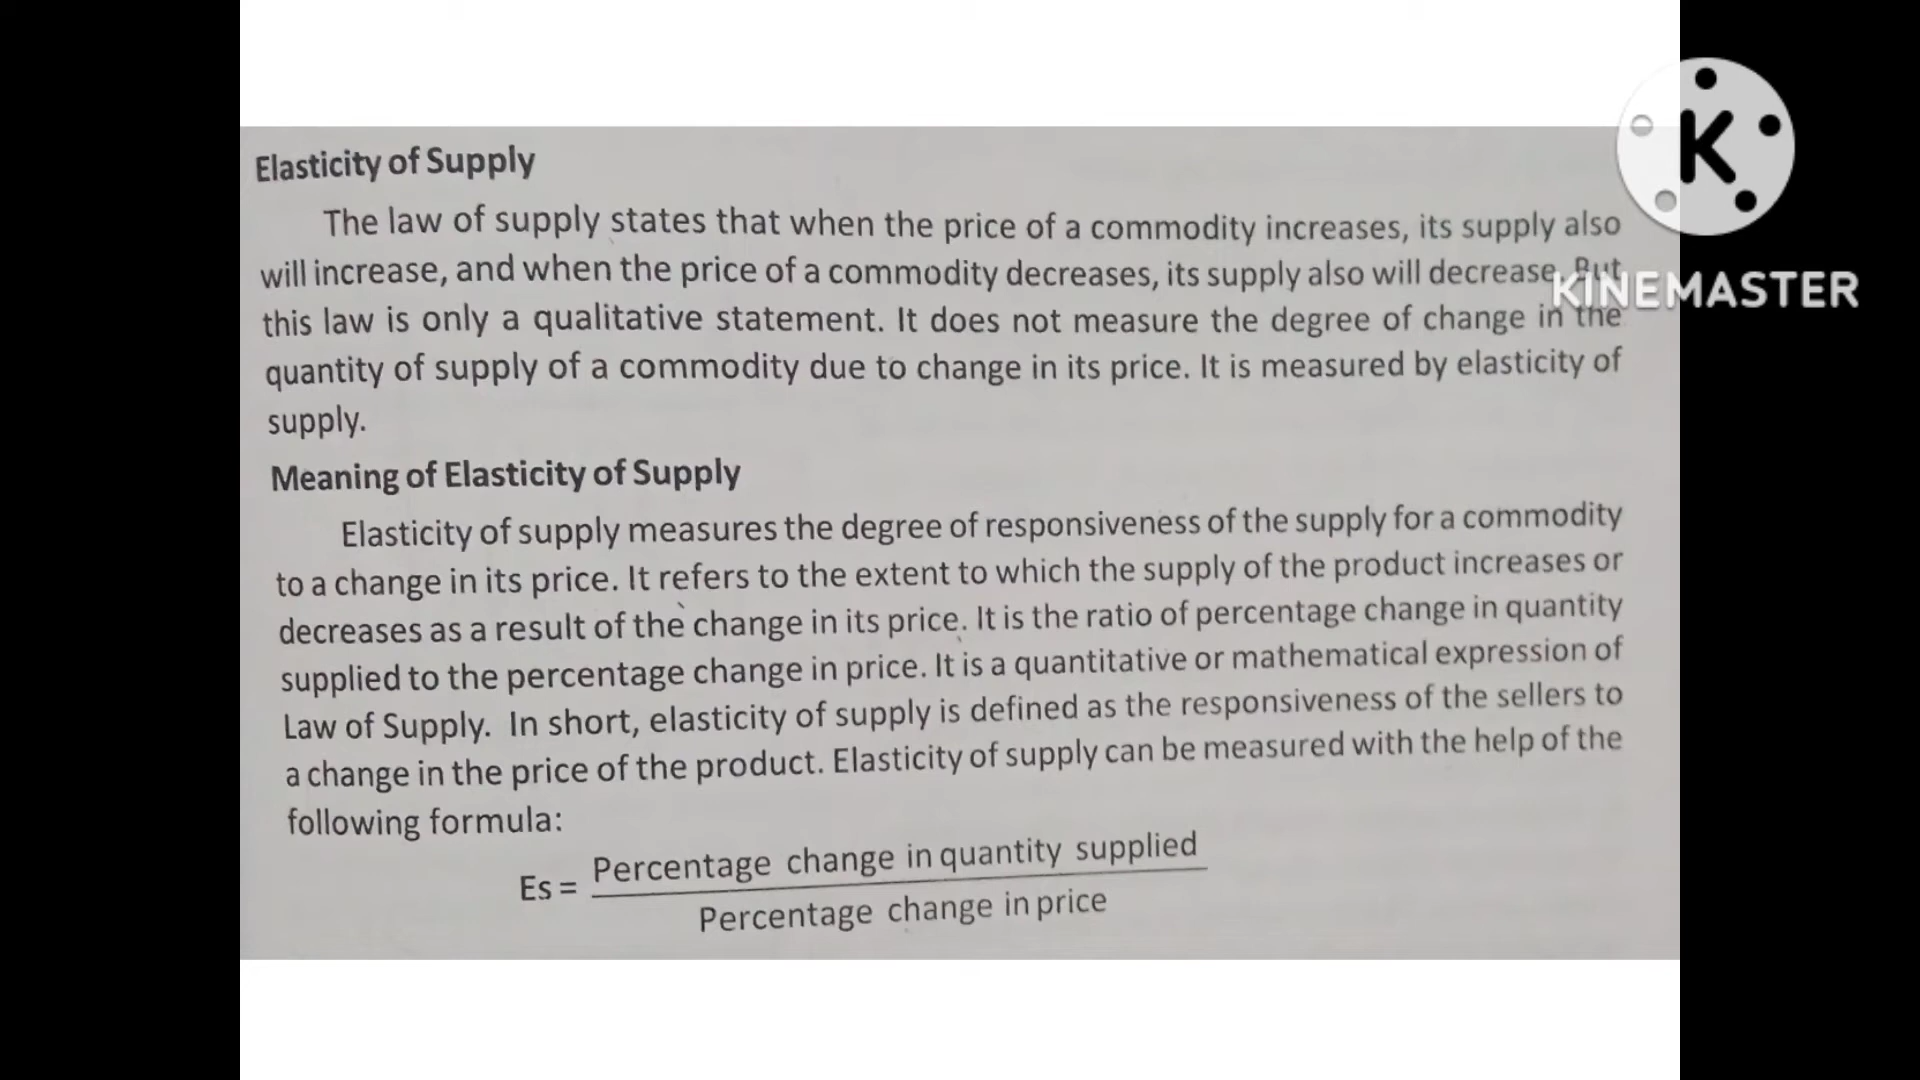 Elasticity of Supply
The law of supply states that when the price of a commodity increases, its supply also
will increase, and when the price of a commodity decreases, its supply also will decrease. But
this law is only a qualitative statement. It does not measure the degree of change in the
quantity of supply of a commodity due to change in its price. It is measured by elasticity of
supply.
Meaning of Elasticity of Supply
Elasticity of supply measures the degree of responsiveness of the supply for a commodity
to a change in its price. It refers to the extent to which the supply of the product increases or
decreases as a result of the change in its price. It is the ratio of percentage change in quantity
supplied to the percentage change in price. It is a quantitative or mathematical expression of
Law of Supply. In short, elasticity of supply is defined as the responsiveness of the sellers to
a change in the price of the product. Elasticity of supply can be measured with the help of the
following formula:
Es = Percentage change in quantity supplied
Percentage change in price
K
KINEMASTER